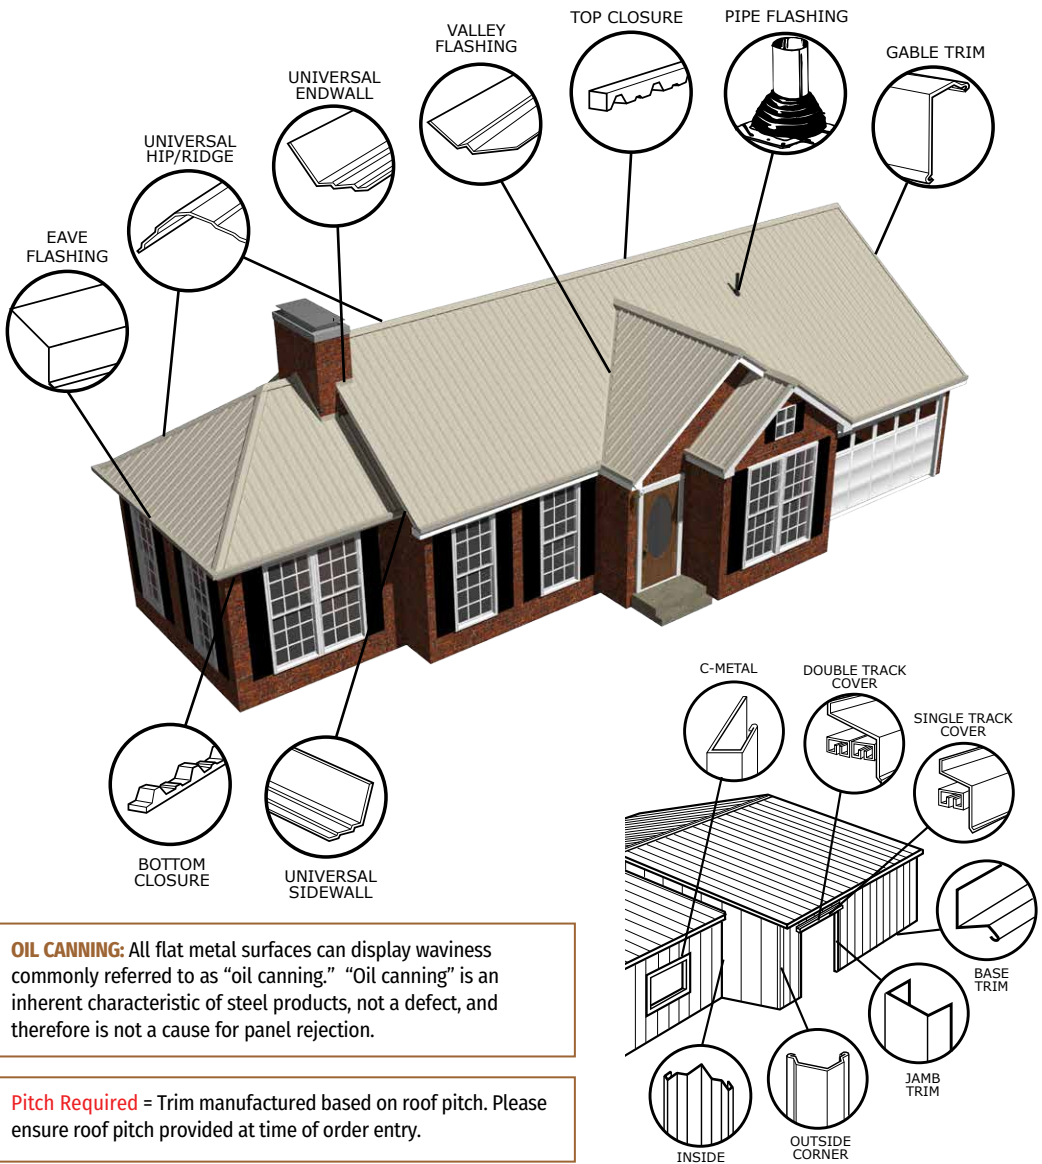 TOP CLOSURE
PIPE FLASHING
VALLEY
FLASHING
GABLE TRIM
UNIVERSAL
ENDWALL
UNIVERSAL
HIP/RIDGE
EAVE
FLASHING
C-METAL
DOUBLE TRACK
COVER
SINGLE TRACK
COVER
BOTTOM
CLOSURE
UNIVERSAL
SIDEWALL
BASE
TRIM
JAMB
TRIM
OUTSIDE
CORNER
INSIDE
OIL CANNING: All flat metal surfaces can display waviness
commonly referred to as “oil canning.” “Oil canning” is an
inherent characteristic of steel products, not a defect, and
therefore is not a cause for panel rejection.
Pitch Required = Trim manufactured based on roof pitch. Please
ensure roof pitch provided at time of order entry.